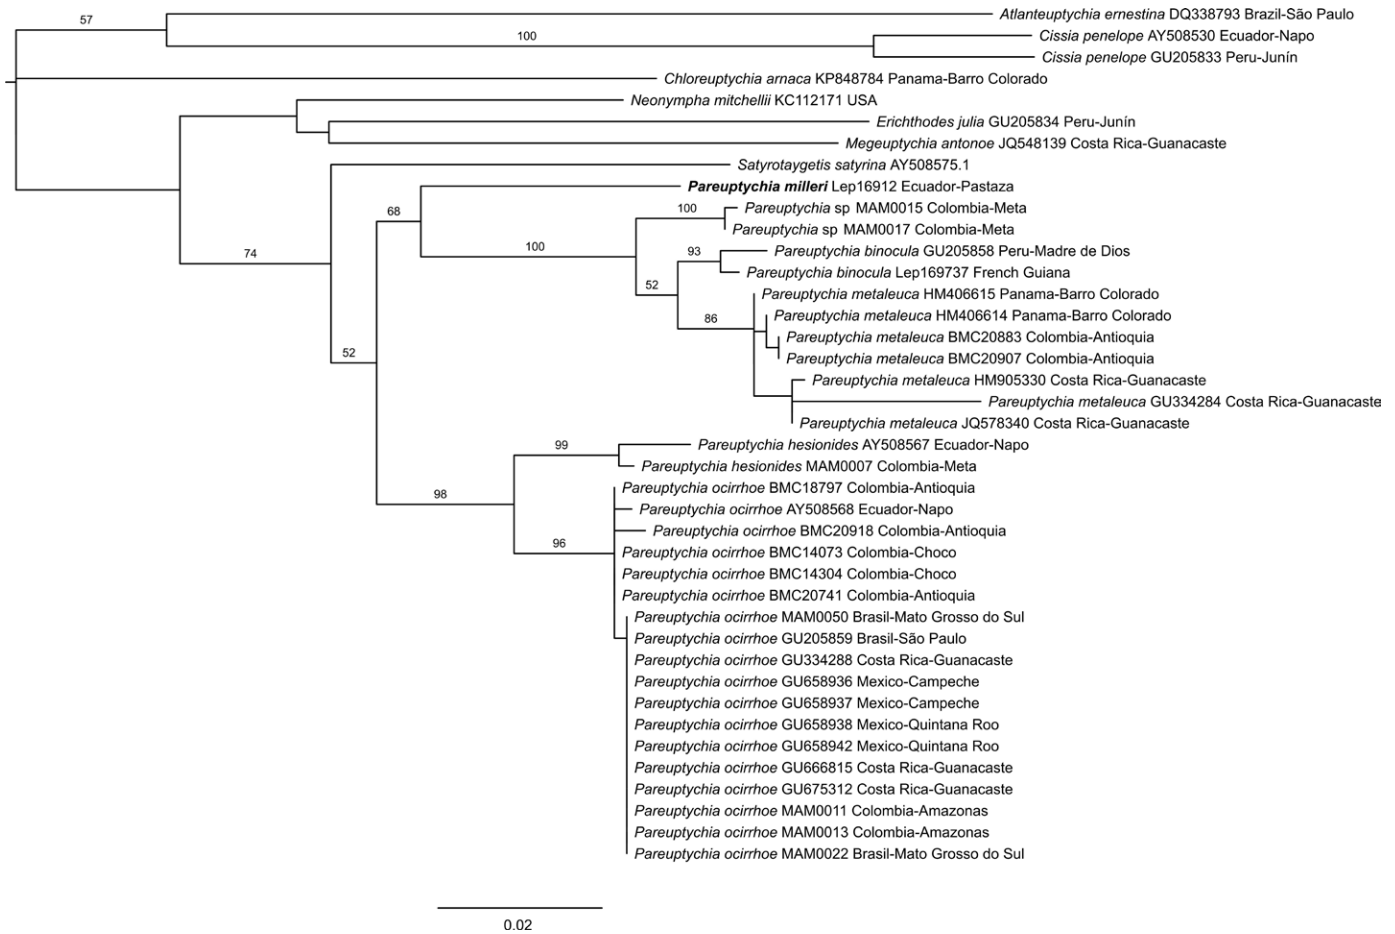 57
Atlanteuptychia ernestina DQ338793 Brazil-São Paulo
100
Cissia penelope AY508530 Ecuador-Napo
Cissia penelope GU205833 Peru-Junín
Chloreuptychia arnaca KP848784 Panama-Barro Colorado
Neonympha mitchellii KC112171 USA
Erichthodes julia GU205834 Peru-Junín
Megeuptychia antonoe JQ548139 Costa Rica-Guanacaste
Satyrotaygetis satyrina AY508575.1
Pareuptychia milleri Lep16912 Ecuador-Pastaza
68
100
Pareuptychia sp MAM0015 Colombia-Meta
Pareuptychia sp MAM0017 Colombia-Meta
100
74
93
Pareuptychia binocula GU205858 Peru-Madre de Dios
Pareuptychia binocula Lep169737 French Guiana
52
Pareuptychia metaleuca HM406615 Panama-Barro Colorado
Pareuptychia metaleuca HM406614 Panama-Barro Colorado
86
Pareuptychia metaleuca BMC20883 Colombia-Antioquia
52
Pareuptychia metaleuca BMC20907 Colombia-Antioquia
Pareuptychia metaleuca HM905330 Costa Rica-Guanacaste
Pareuptychia metaleuca GU334284 Costa Rica-Guanacaste
Pareuptychia metaleuca JQ578340 Costa Rica-Guanacaste
99
Pareuptychia hesionides AY508567 Ecuador-Napo
Pareuptychia hesionides MAM0007 Colombia-Meta
98
Pareuptychia ocirrhoe BMC18797 Colombia-Antioquia
Pareuptychia ocirrhoe AY508568 Ecuador-Napo
Pareuptychia ocirrhoe BMC20918 Colombia-Antioquia
96
Pareuptychia ocirrhoe BMC14073 Colombia-Choco
Pareuptychia ocirrhoe BMC14304 Colombia-Choco
Pareuptychia ocirrhoe BMC20741 Colombia-Antioquia
Pareuptychia ocirrhoe MAM0050 Brasil-Mato Grosso do Sul
Pareuptychia ocirrhoe GU205859 Brasil-São Paulo
Pareuptychia ocirrhoe GU334288 Costa Rica-Guanacaste
Pareuptychia ocirrhoe GU658936 Mexico-Campeche
Pareuptychia ocirrhoe GU658937 Mexico-Campeche
Pareuptychia ocirrhoe GU658938 Mexico-Quintana Roo
Pareuptychia ocirrhoe GU658942 Mexico-Quintana Roo
Pareuptychia ocirrhoe GU666815 Costa Rica-Guanacaste
Pareuptychia ocirrhoe GU675312 Costa Rica-Guanacaste
Pareuptychia ocirrhoe MAM0011 Colombia-Amazonas
Pareuptychia ocirrhoe MAM0013 Colombia-Amazonas
Pareuptychia ocirrhoe MAM0022 Brasil-Mato Grosso do Sul
0.02